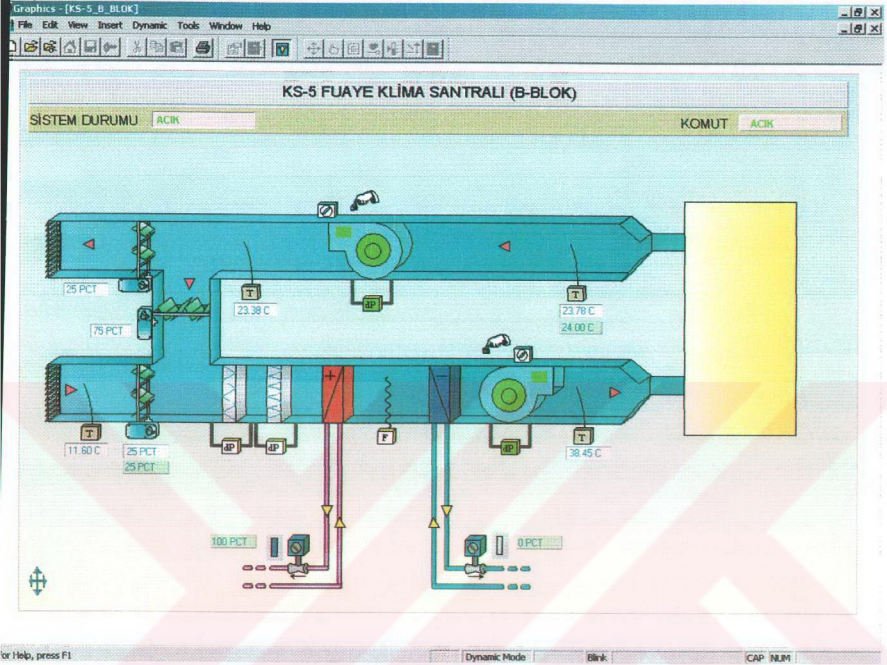 Graphics - [KS-5_B_BLOK]
File Edit View Insert Dynamic Tools Window Help
KS-5 FUAYE KLİMA SANTRALI (B-BLOK)
SİSTEM DURUMU ACIK KOMUT ACIK
25 PCT
T
23.38 C
dP
T
23.78 C
24.00 C
75 PCT
T
11.60 C
25 PCT
25 PCT
dP
dP
F
dP
T
38.45 C
100 PCT
0 PCT
For Help, press F1 Dynamic Mode Blink CAP NUM